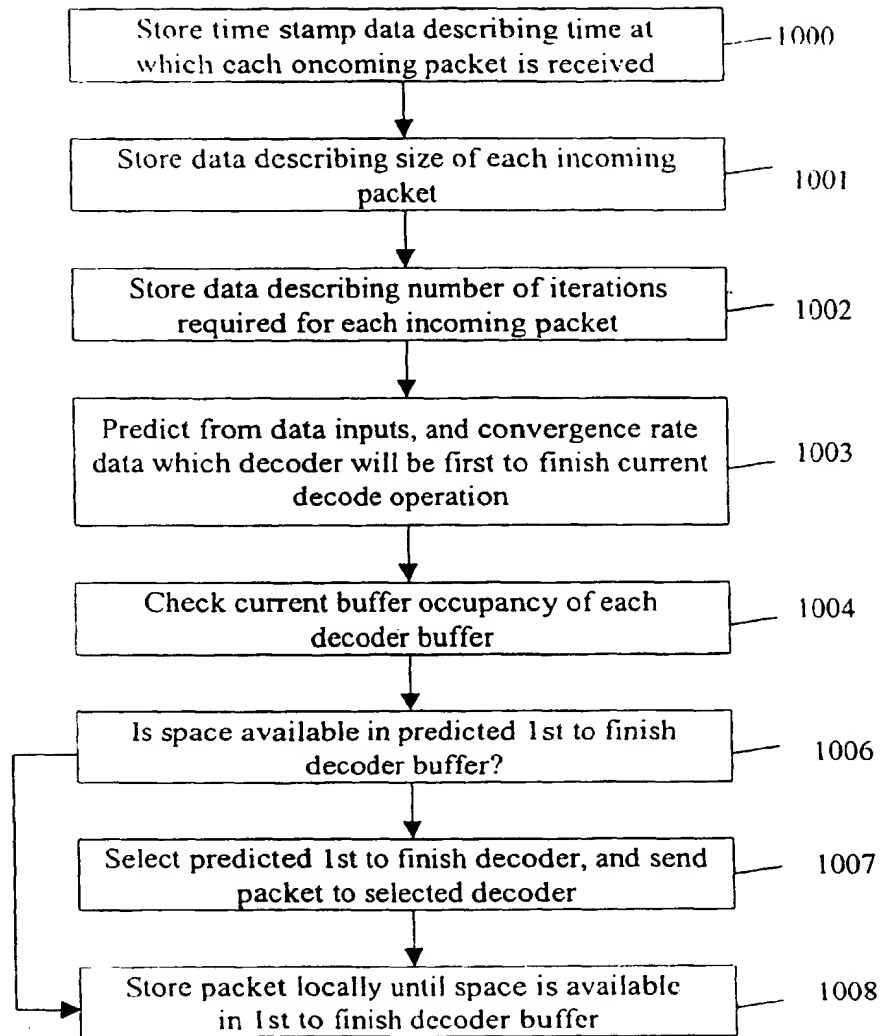 Store time stamp data describing time at
which each oncoming packet is received
1000
Store data describing size of each incoming
packet
1001
Store data describing number of iterations
required for each incoming packet
1002
Predict from data inputs, and convergence rate
data which decoder will be first to finish current
decode operation
1003
Check current buffer occupancy of each
decoder buffer
1004
Is space available in predicted 1st to finish
decoder buffer?
1006
Select predicted 1st to finish decoder, and send
packet to selected decoder
1007
Store packet locally until space is available
in 1st to finish decoder buffer
1008